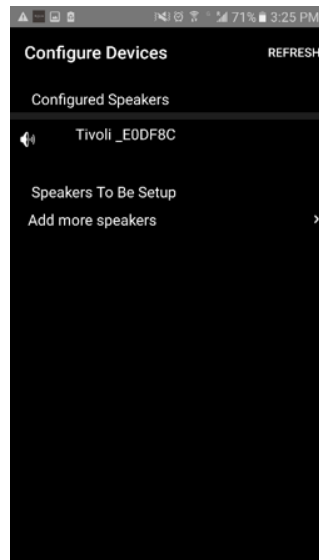 71% 3:25 PM
Configure Devices REFRESH
Configured Speakers
Tivoli _E0DF8C
Speakers To Be Setup
Add more speakers